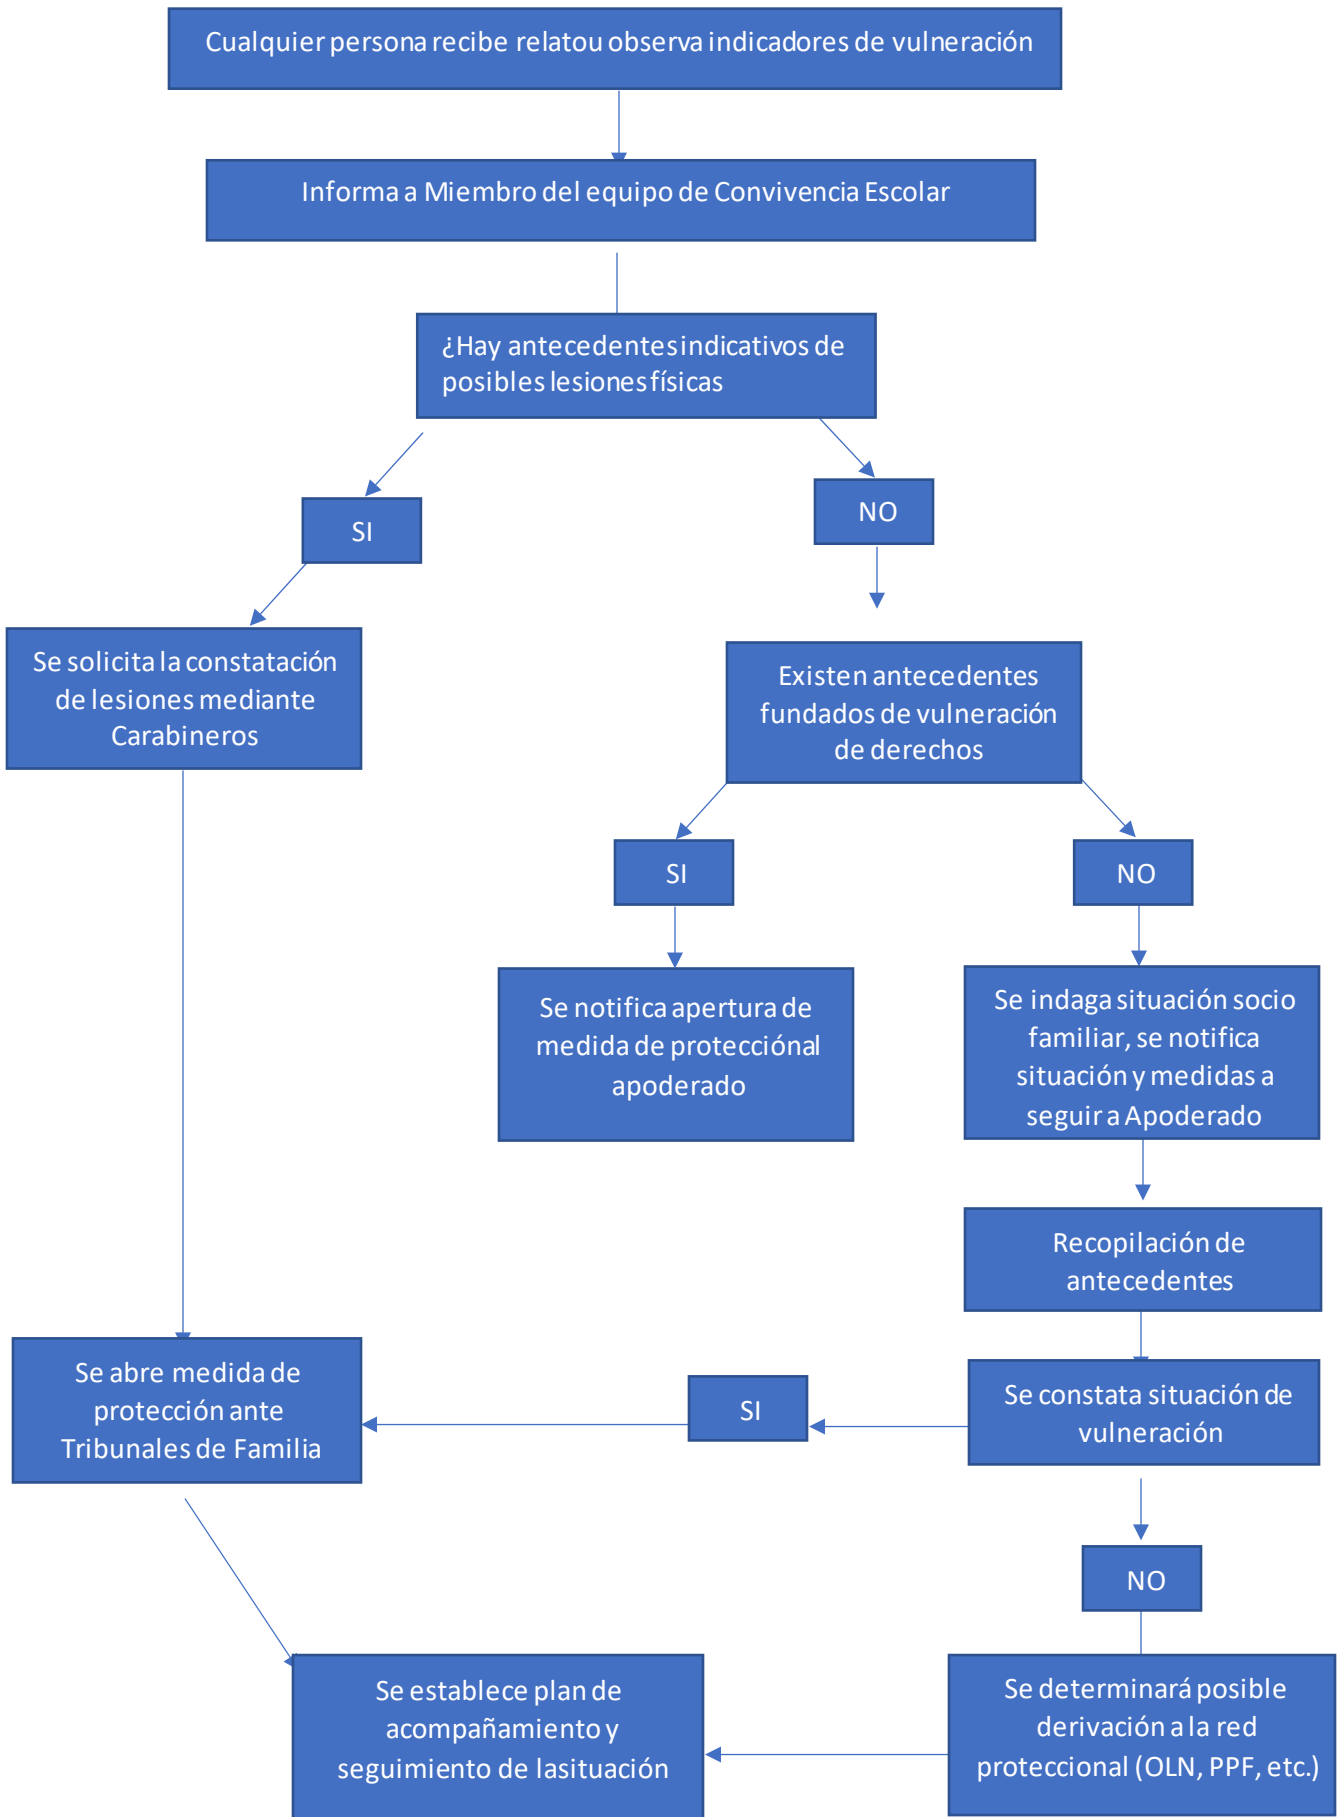 Cualquier persona recibe relatou observa indicadores de vulneración
Informa a Miembro del equipo de Convivencia Escolar
¿Hay antecedentes indicativos de
posibles lesiones físicas
SI
NO
Se solicita la constatación
de lesiones mediante
Carabineros
Existen antecedentes
fundados de vulneración
de derechos
SI
NO
Se notifica apertura de
medida de protecciónal
apoderado
Se indaga situación socio
familiar, se notifica
situación y medidas a
seguir a Apoderado
Recopilación de
antecedentes
Se abre medida de
protección ante
Tribunales de Familia
SI
Se constata situación de
vulneración
NO
Se establece plan de
acompañamiento y
seguimiento de lasituación
Se determinará posible
derivación a la red
proteccional (OLN, PPF, etc.)